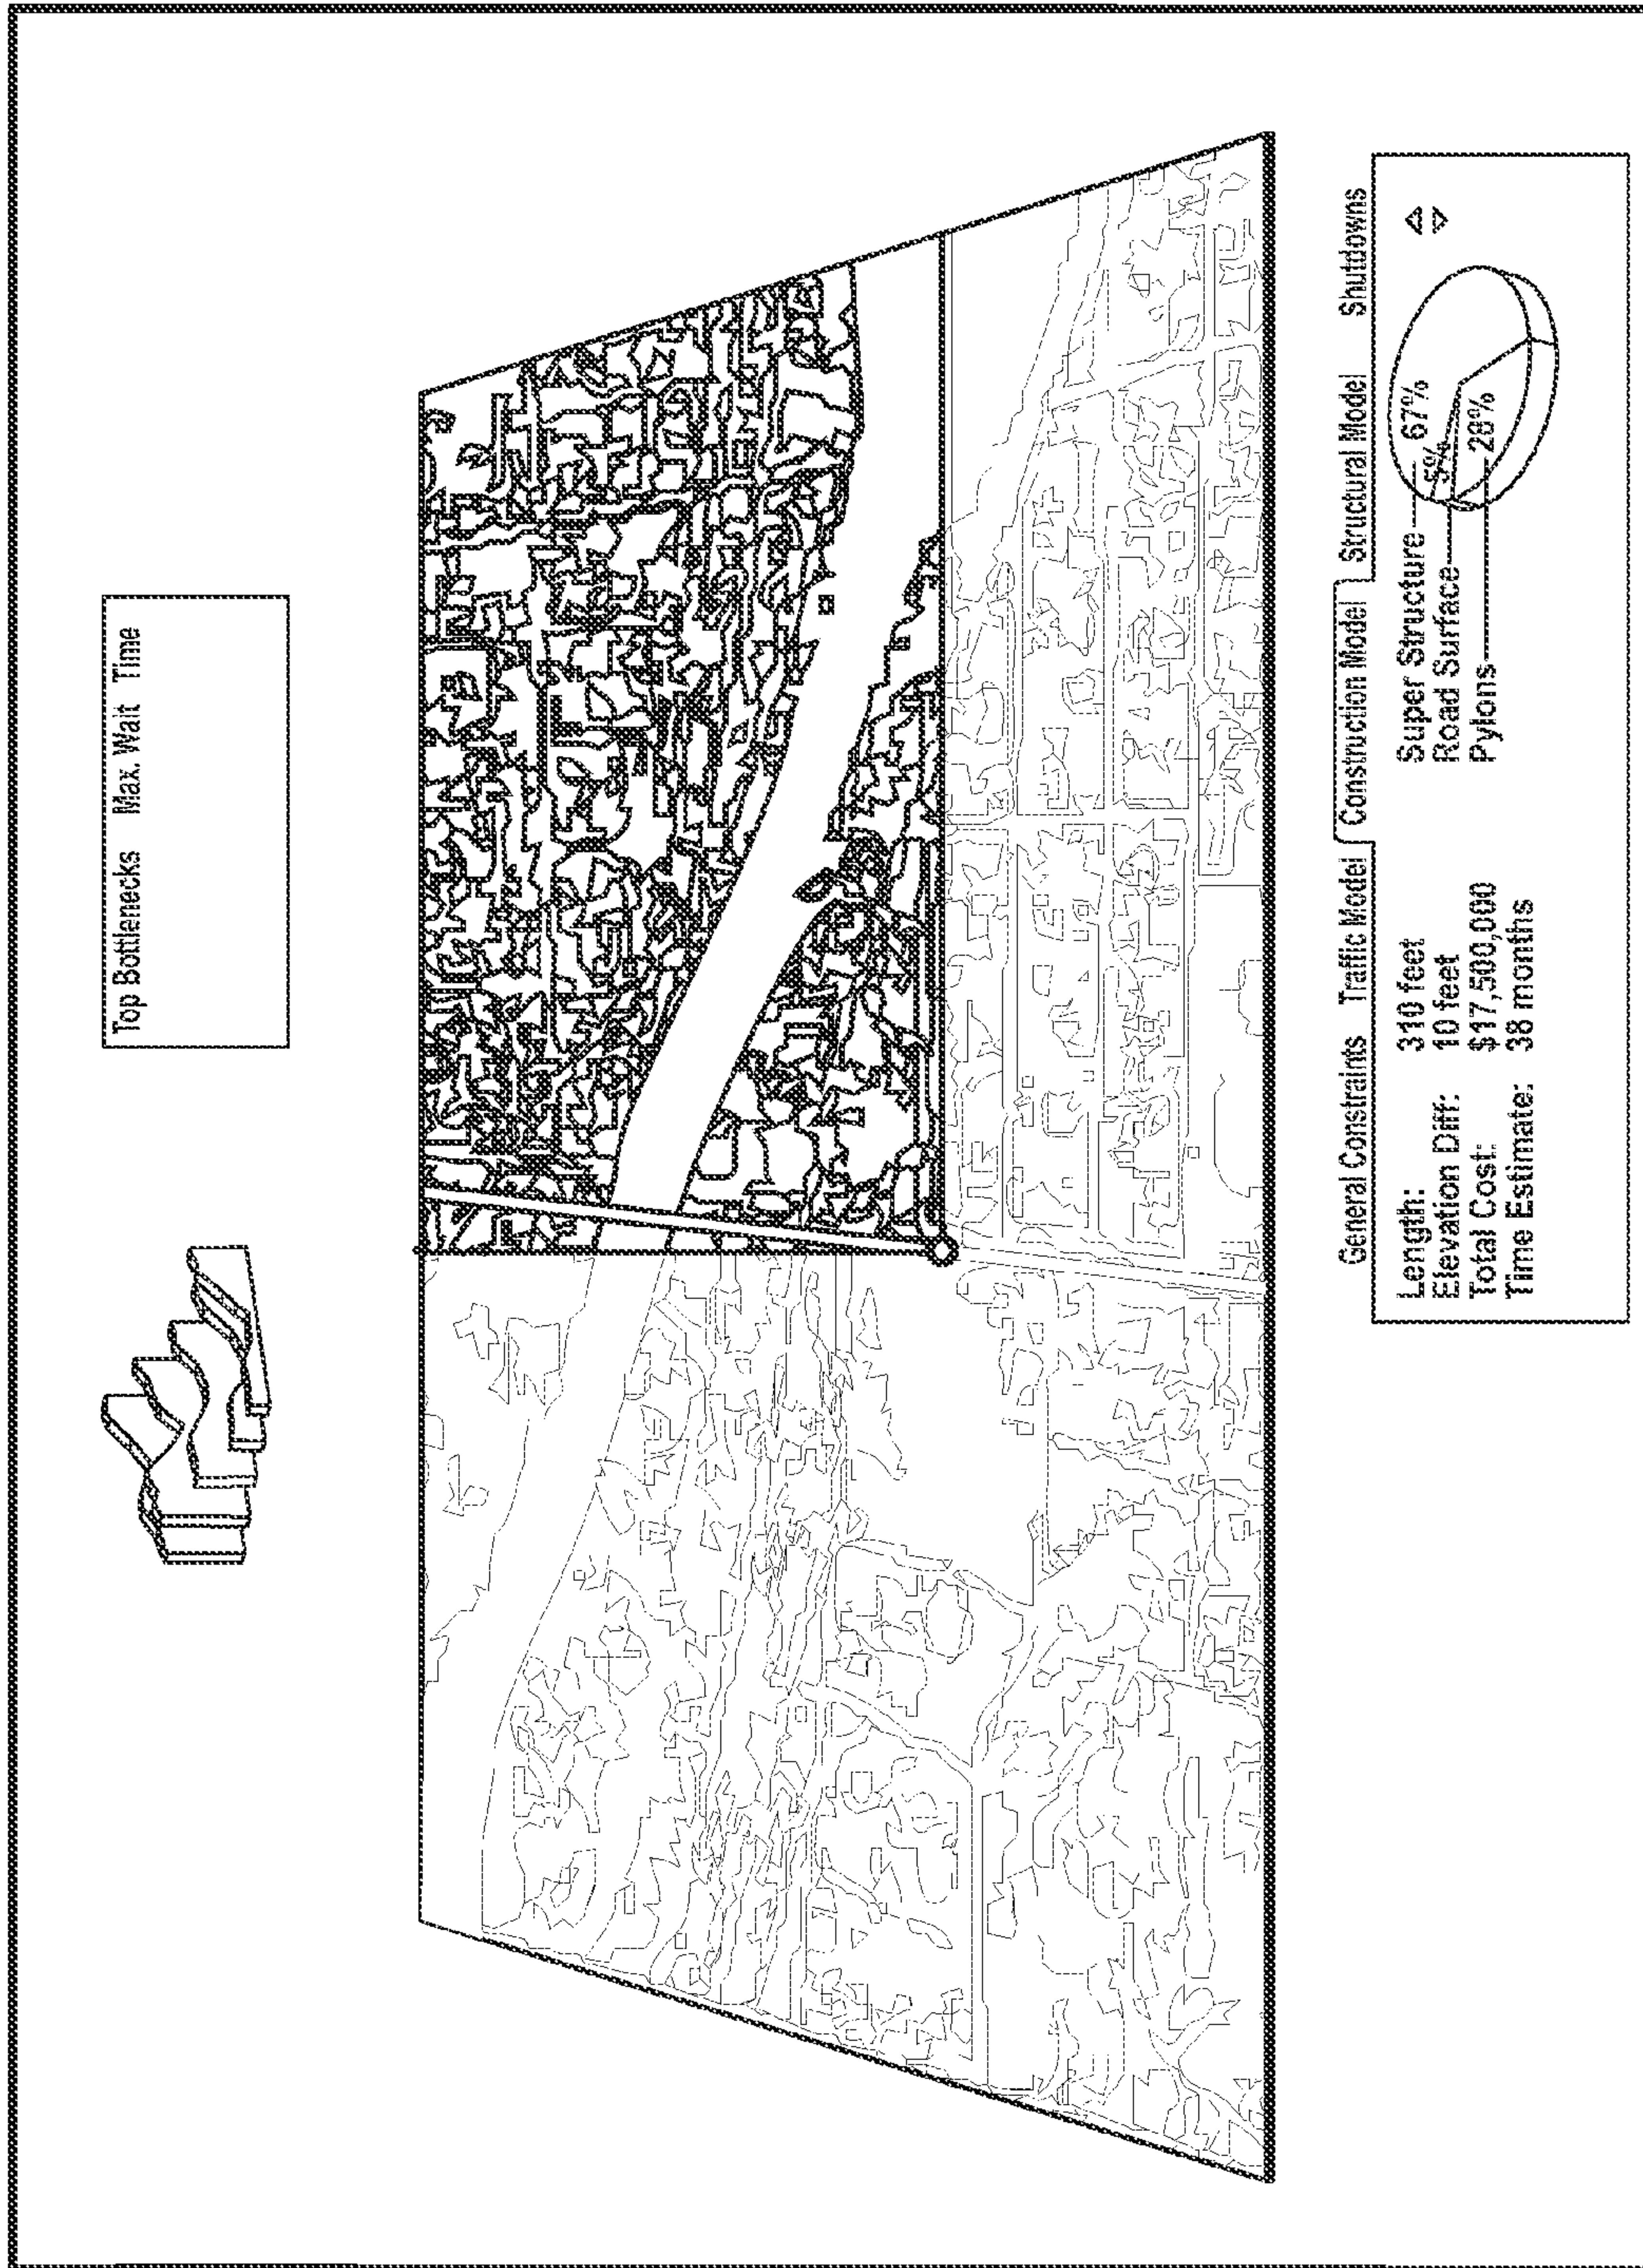 Top Bottlenecks Max. Wait Time
General Constraints Traffic Model Construction Model Structural Model Shutdowns
Length: 310 feet
Elevation Diff: 10 feet
Total Cost: $17,500,000
Time Estimate: 38 months
Super Structure 67%
Road Surface 5%
Pylons 28%